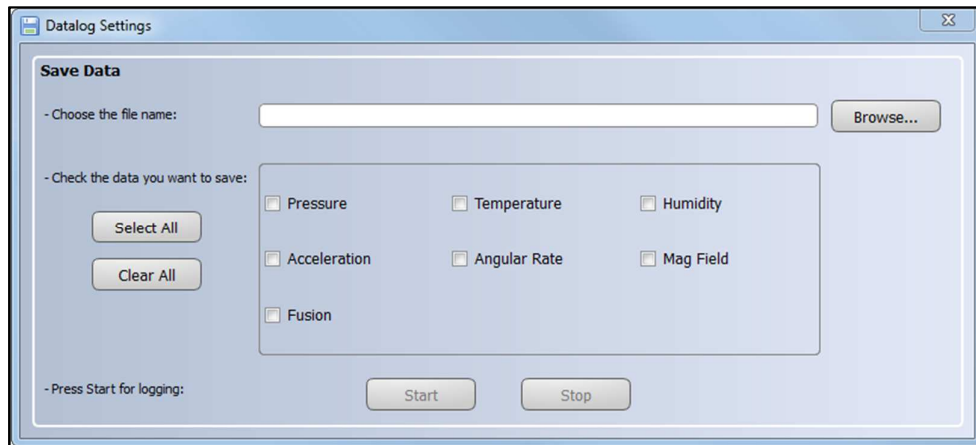 Datalog Settings
Save Data
- Choose the file name:
Browse...
- Check the data you want to save:
Select All
Clear All
Pressure
Temperature
Humidity
Acceleration
Angular Rate
Mag Field
Fusion
- Press Start for logging:
Start
Stop